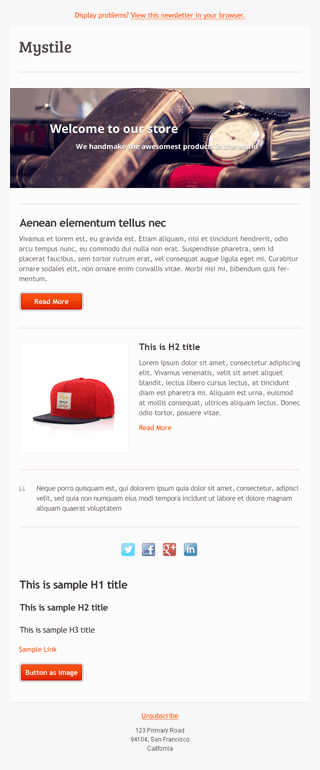 Display problems? View this newsletter in your browser.
Mystile
Welcome to our store
We handmake the awesomest products in the world
Aenean elementum tellus nec
Vivamus et lorem est, eu gravida est. Etiam aliquam, nisi et tincidunt hendrerit, odio
arcu tempus nunc, eu commodo dui nulla non erat. Suspendisse pharetra, sem id
placerat faucibus, sem tortor rutrum erat, vel consequat augue ligula eget mi. Curabitur
ornare sodales elit, non ornare enim convallis vitae. Morbi nisi mi, bibendum quis fer-
mentum.
Read More
This is H2 title
Lorem ipsum dolor sit amet, consectetur adipiscing
elit. Vivamus venenatis, velit sit amet aliquet
blandit, lectus libero cursus lectus, at tincidunt
diam est pharetra mi. Aliquam est urna, euismod
at mollis consequat, ultrices aliquam lectus. Donec
odio tortor, posuere vitae.
Read More
“ Neque porro quisquam est, qui dolorem ipsum quia dolor sit amet, consectetur, adipisci
velit, sed quia non numquam eius modi tempora incidunt ut labore et dolore magnam
aliquam quaerat voluptatem
This is sample H1 title
This is sample H2 title
This is sample H3 title
Sample Link
Button as image
Unsubscribe
123 Primary Road
94104, San Francisco
California